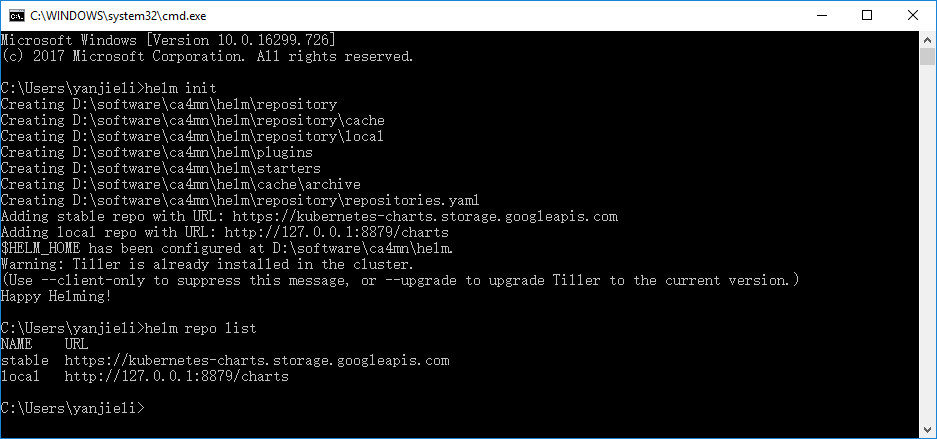 C:\WINDOWS\system32\cmd.exe
Microsoft Windows [Version 10.0.16299.726]
(c) 2017 Microsoft Corporation. All rights reserved.
C:\Users\yanjieli>helm init
Creating D:\software\ca4mn\helm\repository
Creating D:\software\ca4mn\helm\repository\cache
Creating D:\software\ca4mn\helm\repository\local
Creating D:\software\ca4mn\helm\plugins
Creating D:\software\ca4mn\helm\starters
Creating D:\software\ca4mn\helm\cache\archive
Creating D:\software\ca4mn\helm\repository\repositories.yaml
Adding stable repo with URL: https://kubernetes-charts.storage.googleapis.com
Adding local repo with URL: http://127.0.0.1:8879/charts
$HELM_HOME has been configured at D:\software\ca4mn\helm.
Warning: Tiller is already installed in the cluster.
(Use --client-only to suppress this message, or --upgrade to upgrade Tiller to the current version.)
Happy Helming!
C:\Users\yanjieli>helm repo list
NAME    URL
stable  https://kubernetes-charts.storage.googleapis.com
local   http://127.0.0.1:8879/charts
C:\Users\yanjieli>